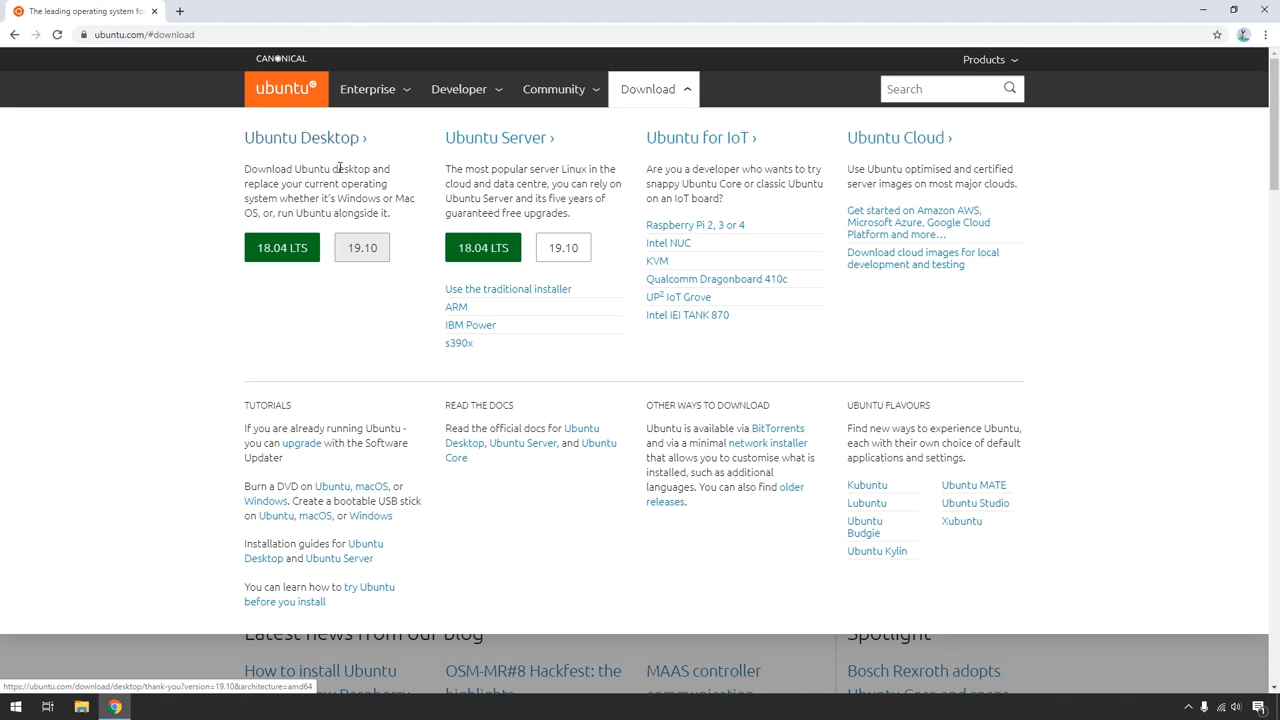 The leading operating system fo
ubuntu.com/#download
CANONICAL
Products
ubuntu
Enterprise
Developer
Community
Download
Search
Ubuntu Desktop ›
Download Ubuntu desktop and
replace your current operating
system whether it's Windows or Mac
OS, or, run Ubuntu alongside it.
18.04 LTS
19.10
Ubuntu Server ›
The most popular server Linux in the
cloud and data centre, you can rely on
Ubuntu Server and its five years of
guaranteed free upgrades.
18.04 LTS
19.10
Use the traditional installer
ARM
IBM Power
s390x
Ubuntu for IoT ›
Are you a developer who wants to try
snappy Ubuntu Core or classic Ubuntu
on an IoT board?
Raspberry Pi 2, 3 or 4
Intel NUC
KVM
Qualcomm Dragonboard 410c
UP² IoT Grove
Intel IEI TANK 870
Ubuntu Cloud ›
Use Ubuntu optimised and certified
server images on most major clouds.
Get started on Amazon AWS,
Microsoft Azure, Google Cloud
Platform and more…
Download cloud images for local
development and testing
TUTORIALS
If you are already running Ubuntu -
you can upgrade with the Software
Updater
Burn a DVD on Ubuntu, macOS, or
Windows. Create a bootable USB stick
on Ubuntu, macOS, or Windows
Installation guides for Ubuntu
Desktop and Ubuntu Server
You can learn how to try Ubuntu
before you install
READ THE DOCS
Read the official docs for Ubuntu
Desktop, Ubuntu Server, and Ubuntu
Core
OTHER WAYS TO DOWNLOAD
Ubuntu is available via BitTorrents
and via a minimal network installer
that allows you to customise what is
installed, such as additional
languages. You can also find older
releases.
UBUNTU FLAVOURS
Find new ways to experience Ubuntu,
each with their own choice of default
applications and settings.
Kubuntu
Lubuntu
Ubuntu
Budgie
Ubuntu Kylin
Ubuntu MATE
Ubuntu Studio
Xubuntu
Latest news from our blog
Spotlight
How to install Ubuntu
OSM-MR#8 Hackfest: the
highlights
MAAS controller
communication
Bosch Rexroth adopts
Ubuntu Core and snaps
https://ubuntu.com/download/desktop/thank-you?version=19.10&architecture=amd64